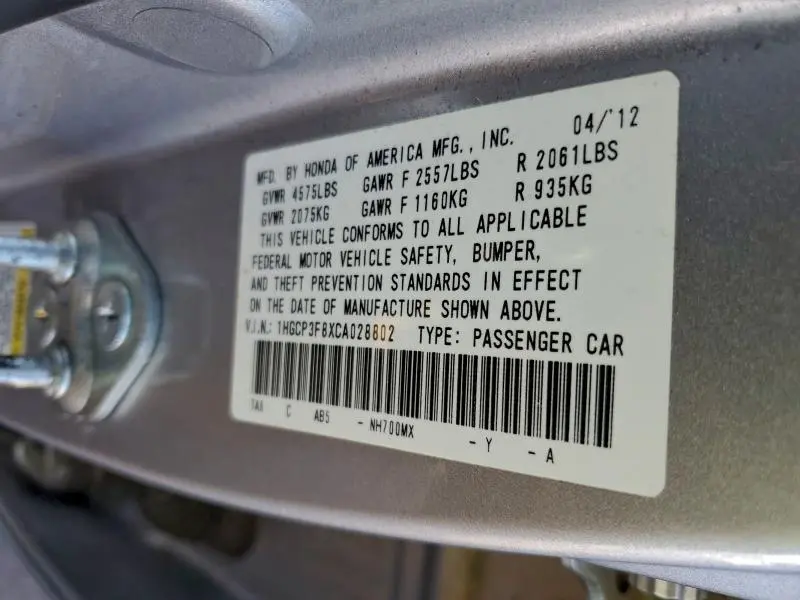 MFD. BY HONDA OF AMERICA MFG., INC. 04/'12
GVWR 4575LBS GAWR F 2557LBS R 2061LBS
GVWR 2075KG GAWR F 1160KG R 935KG
THIS VEHICLE CONFORMS TO ALL APPLICABLE
FEDERAL MOTOR VEHICLE SAFETY, BUMPER,
AND THEFT PREVENTION STANDARDS IN EFFECT
ON THE DATE OF MANUFACTURE SHOWN ABOVE.
V.I.N.: 1HGCP3F8XCA028802 TYPE: PASSENGER CAR
TA6 C AB5 - NH700MX - Y - A